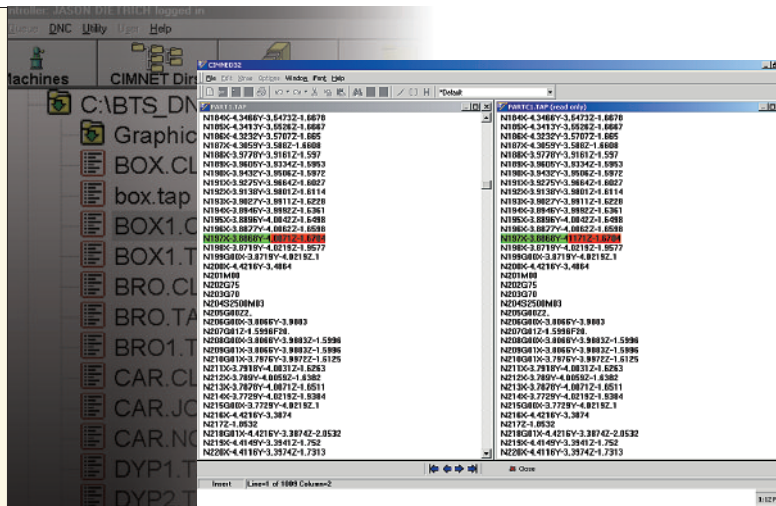 ontroller: JASON DIETRICH logged in
Queue DNC Utility User Help
Machines CIMNET Dirs
C:\BTS_DN
Graphic
BOX.CL
box.tap
BOX1.C
BOX1.T
BRO.CL
BRO.TA
BRO1.T
CAR.CL
CAR.JO
CAR.NO
DYP1.T
DYP2.T
CIMNED32
File Edit Draw Options Window Font Help
*Default
PART1.TAP
N184X-4.3466Y-3.5473Z-1.6678
N185X-4.3413Y-3.5526Z-1.6667
N186X-4.3232Y-3.5707Z-1.665
N187X-4.3059Y-3.588Z-1.6608
N188X-3.9778Y-3.9161Z-1.597
N189X-3.9605Y-3.9334Z-1.5953
N190X-3.9432Y-3.9506Z-1.5972
N191X-3.9275Y-3.9664Z-1.6027
N192X-3.9138Y-3.9801Z-1.6114
N193X-3.9027Y-3.9911Z-1.6228
N194X-3.8946Y-3.9992Z-1.6361
N195X-3.8896Y-4.0042Z-1.6498
N196X-3.8877Y-4.0062Z-1.6598
N197X-3.8868Y-4.0071Z-1.6704
N198X-3.8719Y-4.0219Z-1.9577
N199G00X-3.8719Y-4.0219Z.1
N200X-4.4216Y-3.4864
N201M00
N202G75
N203G70
N204S2500M03
N205G00Z2.
N206G00X-3.8066Y-3.9883
N207G01Z-1.5996F20.
N208G00X-3.8066Y-3.9883Z-1.5996
N209G01X-3.8066Y-3.9883Z-1.5996
N210G01X-3.7976Y-3.9972Z-1.6125
N211X-3.7918Y-4.0031Z-1.6263
N212X-3.789Y-4.0059Z-1.6382
N213X-3.7878Y-4.0071Z-1.6511
N214X-3.7729Y-4.0219Z-1.9384
N215G00X-3.7729Y-4.0219Z.1
N216X-4.4216Y-3.3874
N217Z-1.0532
N218G01X-4.4216Y-3.3874Z-2.0532
N219X-4.4149Y-3.3941Z-1.752
N220X-4.4116Y-3.3974Z-1.7313
PARTC1.TAP (read only)
N184X-4.3466Y-3.5473Z-1.6678
N185X-4.3413Y-3.5526Z-1.6667
N186X-4.3232Y-3.5707Z-1.665
N187X-4.3059Y-3.588Z-1.6608
N188X-3.9778Y-3.9161Z-1.597
N189X-3.9605Y-3.9334Z-1.5953
N190X-3.9432Y-3.9506Z-1.5972
N191X-3.9275Y-3.9664Z-1.6027
N192X-3.9138Y-3.9801Z-1.6114
N193X-3.9027Y-3.9911Z-1.6228
N194X-3.8946Y-3.9992Z-1.6361
N195X-3.8896Y-4.0042Z-1.6498
N196X-3.8877Y-4.0062Z-1.6598
N197X-3.8868Y-4.1171Z-1.6704
N198X-3.8719Y-4.0219Z-1.9577
N199G00X-3.8719Y-4.0219Z.1
N200X-4.4216Y-3.4864
N201M00
N202G75
N203G70
N204S2500M03
N205G00Z2.
N206G00X-3.8066Y-3.9883
N207G01Z-1.5996F20.
N208G00X-3.8066Y-3.9883Z-1.5996
N209G01X-3.8066Y-3.9883Z-1.5996
N210G01X-3.7976Y-3.9972Z-1.6125
N211X-3.7918Y-4.0031Z-1.6263
N212X-3.789Y-4.0059Z-1.6382
N213X-3.7878Y-4.0071Z-1.6511
N214X-3.7729Y-4.0219Z-1.9384
N215G00X-3.7729Y-4.0219Z.1
N216X-4.4216Y-3.3874
N217Z-1.0532
N218G01X-4.4216Y-3.3874Z-2.0532
N219X-4.4149Y-3.3941Z-1.752
N220X-4.4116Y-3.3974Z-1.7313
Close
Insert Line=1 of 1009 Column=2
1:12 P